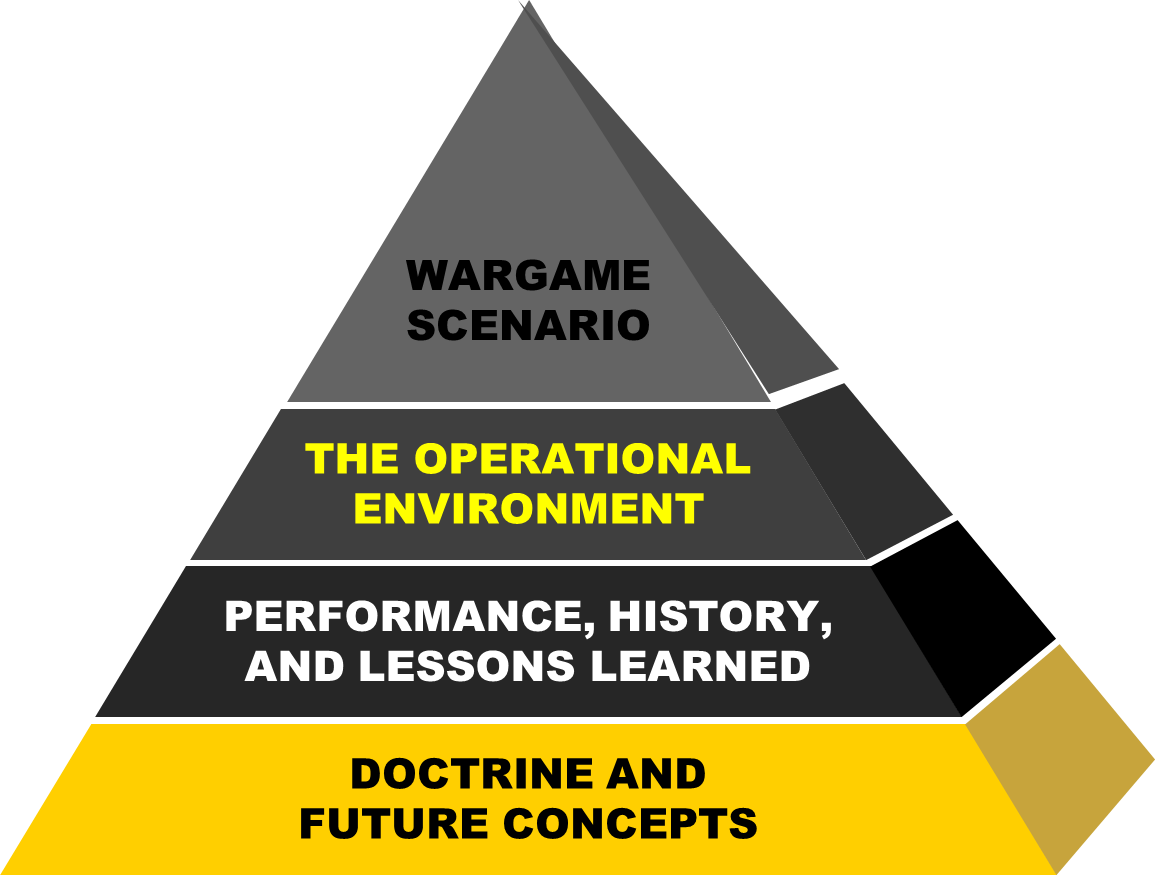 WARGAME
SCENARIO
THE OPERATIONAL
ENVIRONMENT
PERFORMANCE, HISTORY,
AND LESSONS LEARNED
DOCTRINE AND
FUTURE CONCEPTS